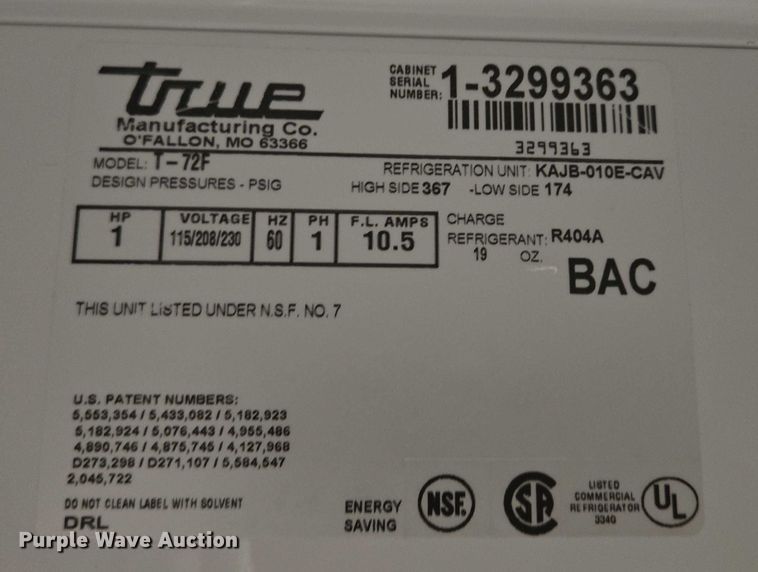 true
Manufacturing Co.
O'FALLON, MO 63366
CABINET SERIAL NUMBER: 1-3299363
3299363
MODEL: T-72F
REFRIGERATION UNIT: KAJB-010E-CAV
DESIGN PRESSURES - PSIG HIGH SIDE 367 -LOW SIDE 174
HP VOLTAGE HZ PH F.L. AMPS
1 115/208/230 60 1 10.5
CHARGE
REFRIGERANT: R404A
19 OZ.
BAC
THIS UNIT LISTED UNDER N.S.F. NO. 7
U.S. PATENT NUMBERS:
5,553,354 / 5,433,082 / 5,182,923
5,182,924 / 5,076,443 / 4,955,486
4,890,746 / 4,875,745 / 4,127,968
D273,298 / D271,107 / 5,584,547
2,045,722
DO NOT CLEAN LABEL WITH SOLVENT
DRL
ENERGY
SAVING
NSF.
SA
LISTED
COMMERCIAL
REFRIGERATOR
3340
UL
Purple Wave Auction